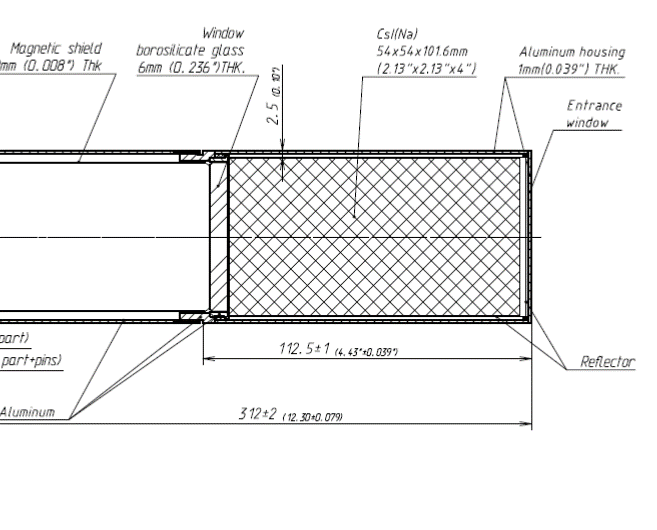 Magnetic shield
mm (0.008") Thk
Window
borosilicate glass
6mm (0.236")THK.
2.5 (0.10")
CsI(Na)
54x54x101.6mm
(2.13"x2.13"x4")
Aluminum housing
1mm(0.039") THK.
Entrance
window
part)
part+pins)
Aluminum
112.5±1 (4.43"±0.039")
312±2 (12.30±0.079)
Reflector